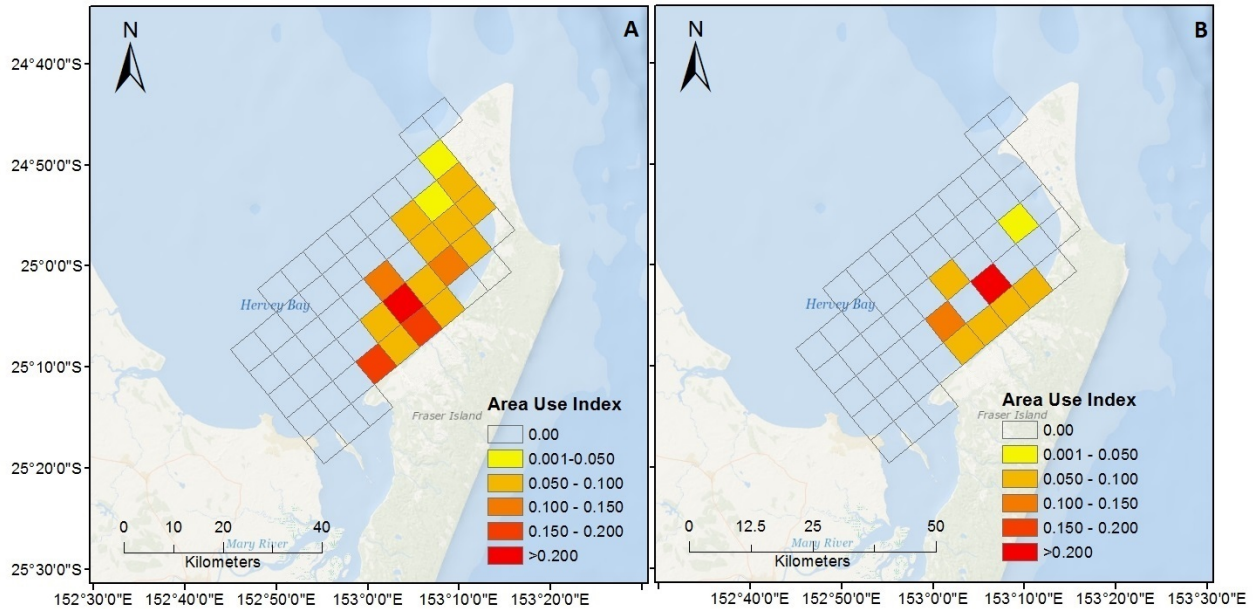 N
A
24°40'0"S
24°50'0"S
25°0'0"S
25°10'0"S
25°20'0"S
25°30'0"S
Hervey Bay
Fraser Island
Mary River
Area Use Index
0.00
0.001-0.050
0.050 - 0.100
0.100 - 0.150
0.150 - 0.200
>0.200
0 10 20 40
Kilometers
152°30'0"E 152°40'0"E 152°50'0"E 153°0'0"E 153°10'0"E 153°20'0"E
N
B
Hervey Bay
Fraser Island
Mary River
Area Use Index
0.00
0.001 - 0.050
0.050 - 0.100
0.100 - 0.150
0.150 - 0.200
>0.200
0 12.5 25 50
Kilometers
152°40'0"E 152°50'0"E 153°0'0"E 153°10'0"E 153°20'0"E 153°30'0"E